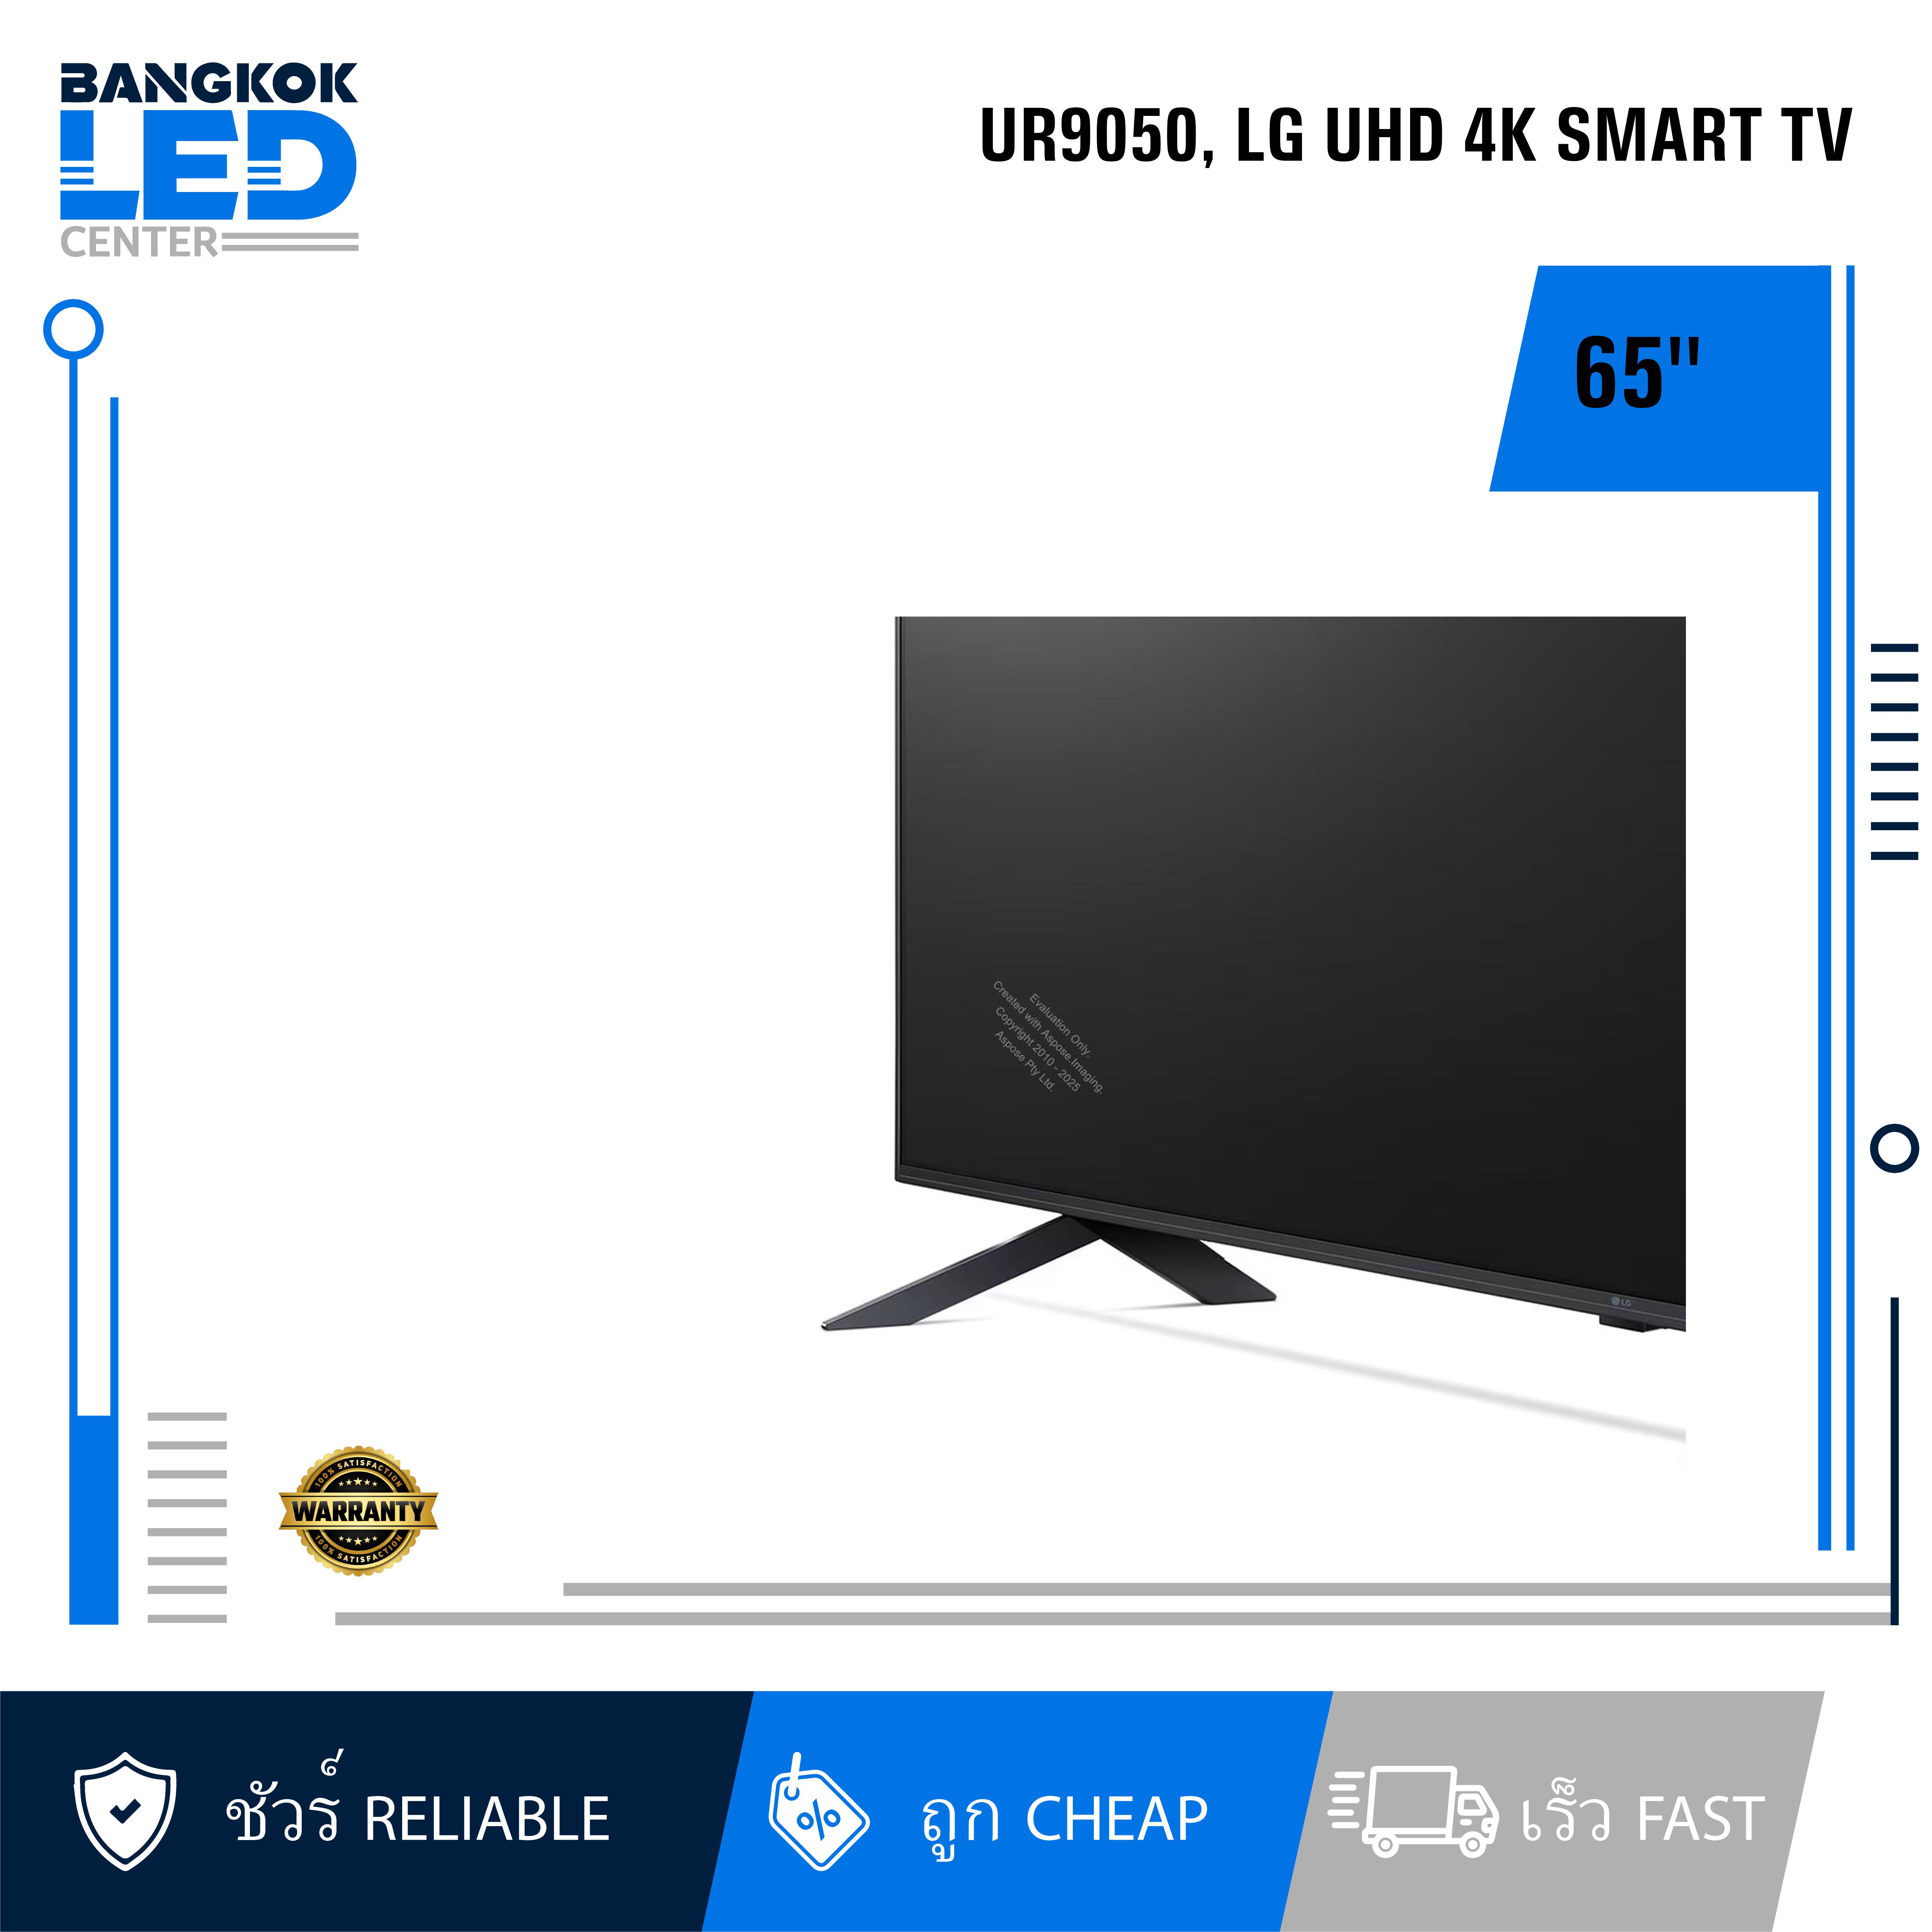 BANGKOK
LED
CENTER
UR9050, LG UHD 4K SMART TV
65"
Evaluation Only.
Created with Aspose.Imaging.
Copyright 2010 - 2025
Aspose Pty Ltd.
LG
100% SATISFACTION
WARRANTY
100% SATISFACTION
ชัวร์ RELIABLE
% ถูก CHEAP
เร็ว FAST